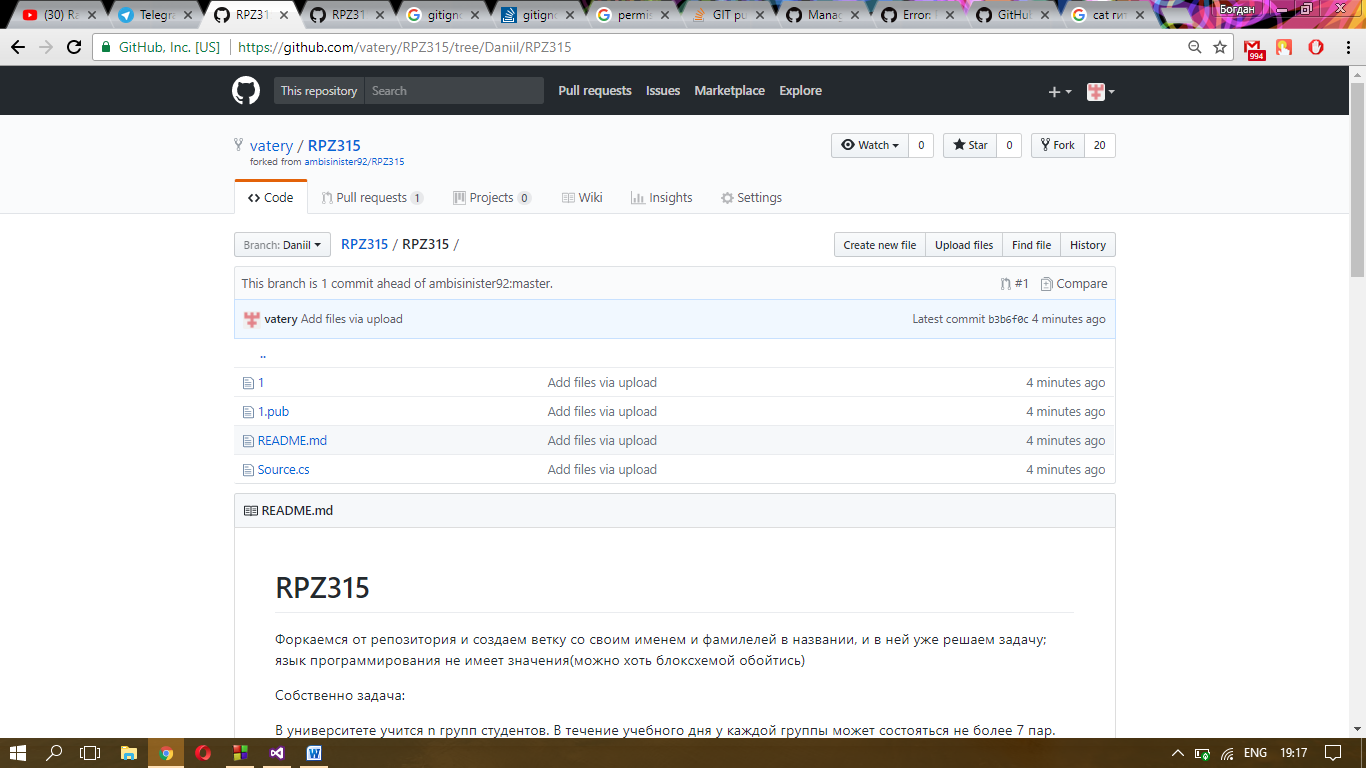 (30) Ra
Telegra
RPZ31
RPZ31
gitigno
gitigno
permis
GIT pu
Manag
Error:
GitHub
cat гит
Богдан
GitHub, Inc. [US]
https://github.com/vatery/RPZ315/tree/Daniil/RPZ315
994
This repository
Search
Pull requests
Issues
Marketplace
Explore
vatery / RPZ315
forked from ambisinister92/RPZ315
Watch
0
Star
0
Fork
20
Code
Pull requests 1
Projects 0
Wiki
Insights
Settings
Branch: Daniil
RPZ315 / RPZ315 /
Create new file
Upload files
Find file
History
This branch is 1 commit ahead of ambisinister92:master.
#1
Compare
vatery Add files via upload
Latest commit b3b6f0c 4 minutes ago
..
1
Add files via upload
4 minutes ago
1.pub
Add files via upload
4 minutes ago
README.md
Add files via upload
4 minutes ago
Source.cs
Add files via upload
4 minutes ago
README.md
RPZ315
Форкаемся от репозитория и создаем ветку со своим именем и фамилелей в названии, и в ней уже решаем задачу;
язык программирования не имеет значения(можно хоть блоксхемой обойтись)
Собственно задача:
В университете учится n групп студентов. В течение учебного дня у каждой группы может состояться не более 7 пар.
ENG
19:17